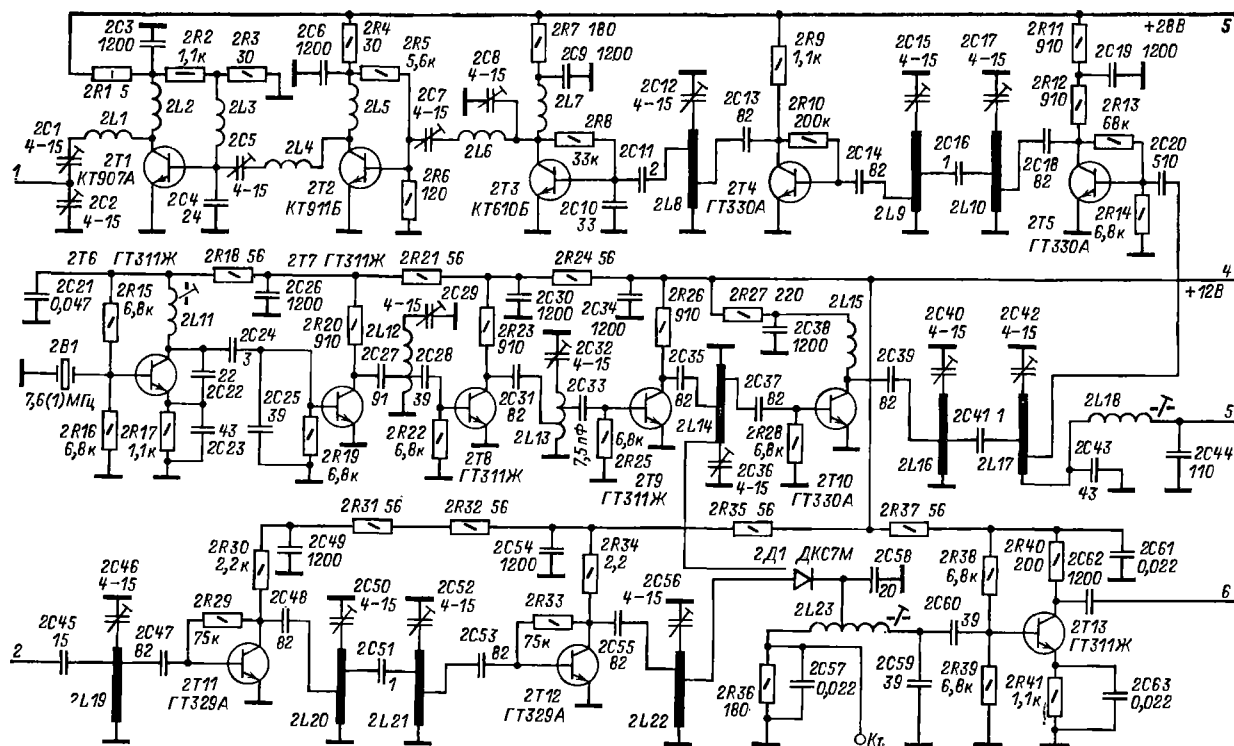 2C3
1200
2R2
1,1к
2R3
30
2C6
1200
2R4
30
2R5
5,6к
2C8
4-15
2R7 180
2C9
1200
2C12
4-15
2R9
1,1к
2C15
4-15
2C17
4-15
2R11
910
+28В
5
2C19
1200
2R1 5
2L2
2L3
2L5
2C7
4-15
2L7
2C13
82
2R10
200к
2R12
910
2R13
68к
2C1
4-15
2L1
2C5
4-15
2L4
2L6
2R8
33к
2C11
2
2C14
82
2C16
1
2C18
82
2C20
510
1
2T1
КТ907А
2C2
4-15
2C4
24
2T2
КТ911Б
2R6
120
2T3
КТ610Б
2C10
33
2L8
2T4
ГТ330А
2L9
2L10
2T5
ГТ330А
2R14
6,8к
2T6
ГТ311Ж
2R18 56
2T7 ГТ311Ж
2R21 56
2R24 56
4
+12В
2C21
0,047
2R15
6,8к
2L11
2C26
1200
2R20
910
2L12
4-15
2C29
2R23
910
2C30
1200
2C34
1200
2R26
910
2R27 220
2C38
1200
2L15
2C40
4-15
2C42
4-15
2В1
7,6(1)МГц
2C24
3
22
2C22
2C25
39
2C27
91
2C28
39
2C31
82
2C32
4-15
2C33
7,5пФ
2C35
82
2C37
82
2C39
82
2L18
5
2R16
6,8к
2R17
1,1к
43
2C23
2R19
6,8к
2R22
6,8к
2T8
ГТ311Ж
2L13
6,8к
2R25
2T9
ГТ311Ж
2L14
2C36
4-15
2R28
6,8к
2T10
ГТ330А
2L16
2C41 1
2L17
2C43
43
2C44
110
2R31 56
2R32 56
2R35 56
2R37 56
2R30
2,2к
2C49
1200
2C54
1200
2R34
2,2
2Д1
ДКС7М
2C58
20
2R38
6,8к
2R40
200
2C62
1200
2C61
0,022
2C46
4-15
2R29
75к
2C48
82
2C50
4-15
2C52
4-15
2R33
75к
2C56
4-15
2L23
2C60
39
6
2C45
15
2
2C47
82
2C51
1
2C53
82
2C55
82
2T13
ГТ311Ж
2L19
2T11
ГТ329А
2L20
2L21
2T12
ГТ329А
2L22
2R36
180
2C57
0,022
2C59
39
2R39
6,8к
2R41
1,1к
2C63
0,022
Кт.